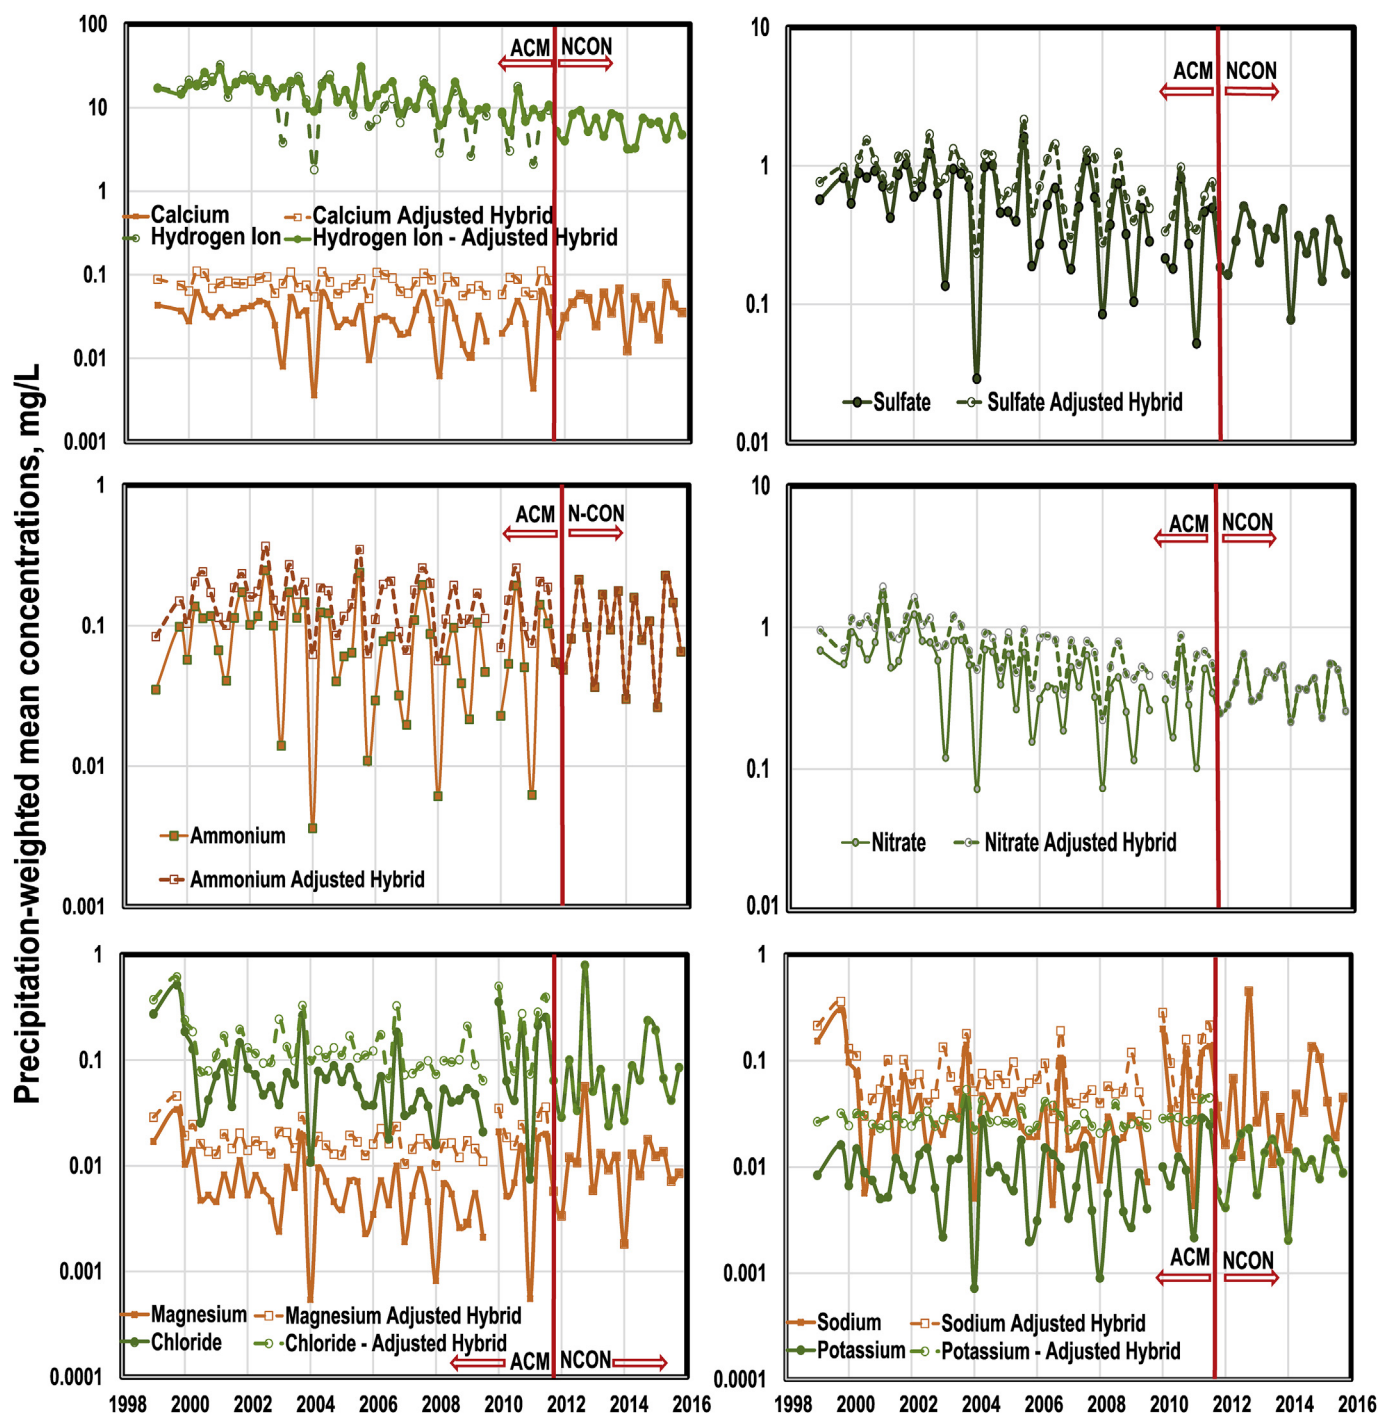 Precipitation-weighted mean concentrations, mg/L
100
10
1
0.1
0.01
0.001
ACM NCON
Calcium Calcium Adjusted Hybrid
Hydrogen Ion Hydrogen Ion - Adjusted Hybrid
10
1
0.1
0.01
ACM NCON
Sulfate Sulfate Adjusted Hybrid
1
0.1
0.01
0.001
ACM N-CON
Ammonium
Ammonium Adjusted Hybrid
10
1
0.1
0.01
ACM NCON
Nitrate Nitrate Adjusted Hybrid
1
0.1
0.01
0.001
0.0001
Magnesium Magnesium Adjusted Hybrid
Chloride Chloride - Adjusted Hybrid
ACM NCON
1998 2000 2002 2004 2006 2008 2010 2012 2014 2016
1
0.1
0.01
0.001
0.0001
ACM NCON
Sodium Sodium Adjusted Hybrid
Potassium Potassium - Adjusted Hybrid
1998 2000 2002 2004 2006 2008 2010 2012 2014 2016